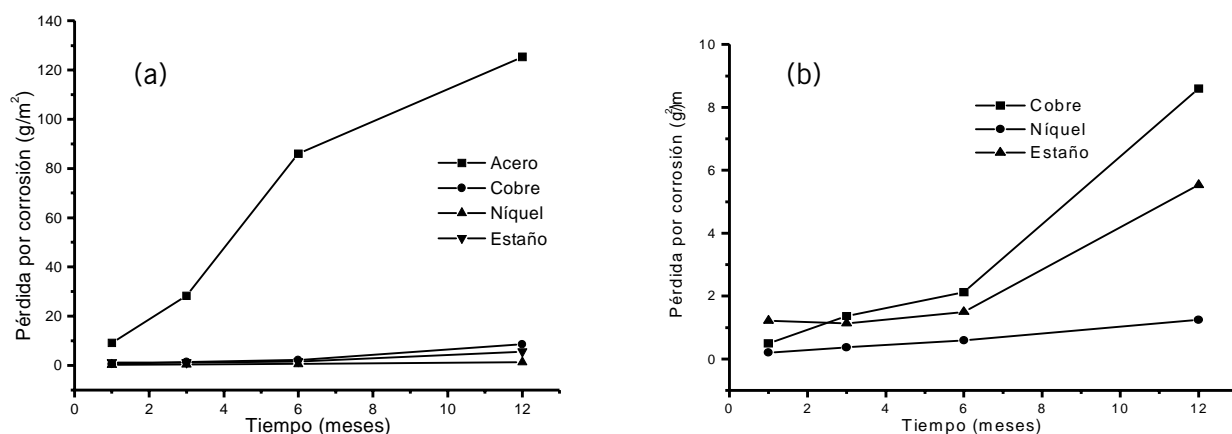 (a)
Pérdida por corrosión (g/m²)
140
120
100
80
60
40
20
0
Acero
Cobre
Níquel
Estaño
0 2 4 6 8 10 12
Tiempo (meses)
(b)
Pérdida por corrosión (g²/m
10
8
6
4
2
0
Cobre
Níquel
Estaño
0 2 4 6 8 10 12
Tiempo (meses)